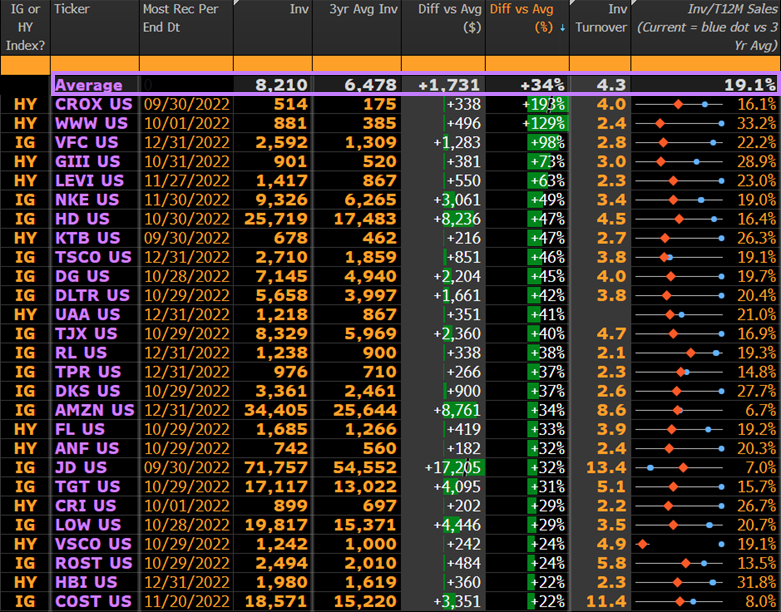 IG or HY Index? Ticker Most Rec Per End Dt Inv 3yr Avg Inv Diff vs Avg ($) Diff vs Avg (%) ↓ Inv Turnover Inv/T12M Sales (Current = blue dot vs 3 Yr Avg)
Average 0 8,210 6,478 +1,731 +34% 4.3 19.1%
HY CROX US 09/30/2022 514 175 +338 +193% 4.0 16.1%
HY WWW US 10/01/2022 881 385 +496 +129% 2.4 33.2%
IG VFC US 12/31/2022 2,592 1,309 +1,283 +98% 2.8 22.2%
HY GIII US 10/31/2022 901 520 +381 +73% 3.0 28.9%
HY LEVI US 11/27/2022 1,417 867 +550 +63% 2.3 23.0%
IG NKE US 11/30/2022 9,326 6,265 +3,061 +49% 3.4 19.0%
IG HD US 10/30/2022 25,719 17,483 +8,236 +47% 4.5 16.4%
HY KTB US 09/30/2022 678 462 +216 +47% 2.7 26.3%
IG TSCO US 12/31/2022 2,710 1,859 +851 +46% 3.8 19.1%
IG DG US 10/28/2022 7,145 4,940 +2,204 +45% 4.0 19.7%
IG DLTR US 10/29/2022 5,658 3,997 +1,661 +42% 3.8 20.4%
HY UAA US 12/31/2022 1,218 867 +351 +41% 21.0%
IG TJX US 10/29/2022 8,329 5,969 +2,360 +40% 4.7 16.9%
IG RL US 12/31/2022 1,238 900 +338 +38% 2.1 19.3%
IG TPR US 12/31/2022 976 710 +266 +37% 2.3 14.8%
IG DKS US 10/29/2022 3,361 2,461 +900 +37% 2.6 27.7%
IG AMZN US 12/31/2022 34,405 25,644 +8,761 +34% 8.6 6.7%
HY FL US 10/29/2022 1,685 1,266 +419 +33% 3.9 19.2%
HY ANF US 10/29/2022 742 560 +182 +32% 2.4 20.3%
IG JD US 09/30/2022 71,757 54,552 +17,205 +32% 13.4 7.0%
IG TGT US 10/29/2022 17,117 13,022 +4,095 +31% 5.1 15.7%
HY CRI US 10/01/2022 899 697 +202 +29% 2.2 26.7%
IG LOW US 10/28/2022 19,817 15,371 +4,446 +29% 3.5 20.7%
HY VSCO US 10/29/2022 1,242 1,000 +242 +24% 4.9 19.1%
IG ROST US 10/29/2022 2,494 2,010 +484 +24% 5.8 13.5%
HY HBI US 12/31/2022 1,980 1,619 +360 +22% 2.3 31.8%
IG COST US 11/20/2022 18,571 15,220 +3,351 +22% 11.4 8.0%